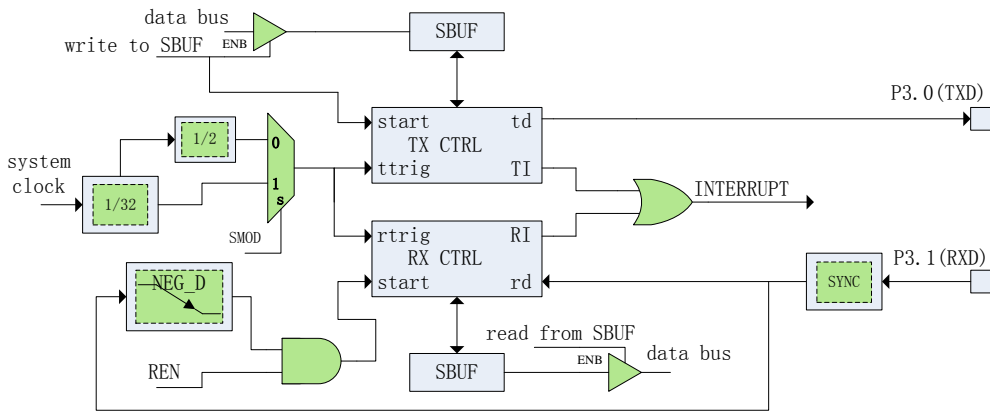 data bus
write to SBUF
ENB
SBUF
P3.0(TXD)
start
td
TX CTRL
ttrig
TI
1/2
0
system
clock
1/32
1
s
SMOD
INTERRUPT
rtrig
RI
RX CTRL
start
rd
P3.1(RXD)
SYNC
NEG_D
REN
read from SBUF
ENB
data bus
SBUF